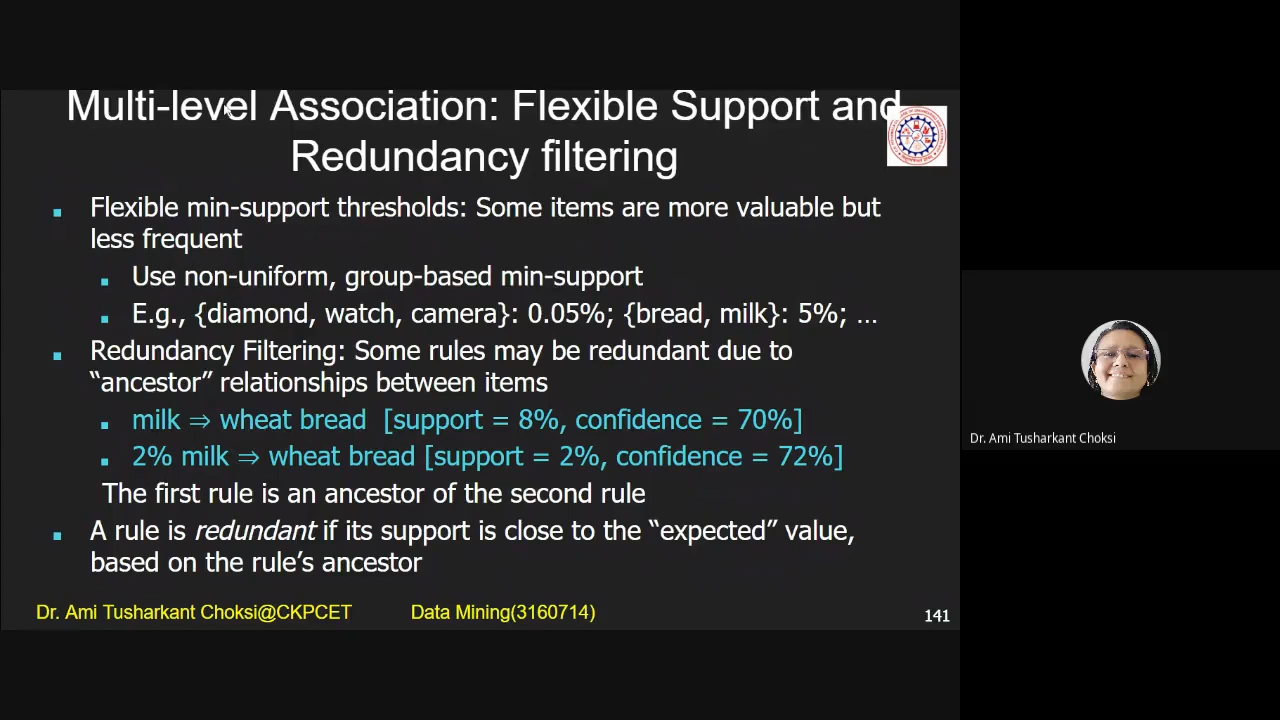 Multi-level Association: Flexible Support and
Redundancy filtering
Flexible min-support thresholds: Some items are more valuable but
less frequent
Use non-uniform, group-based min-support
E.g., {diamond, watch, camera}: 0.05%; {bread, milk}: 5%; …
Redundancy Filtering: Some rules may be redundant due to
“ancestor” relationships between items
milk ⇒ wheat bread [support = 8%, confidence = 70%]
2% milk ⇒ wheat bread [support = 2%, confidence = 72%]
The first rule is an ancestor of the second rule
A rule is redundant if its support is close to the “expected” value,
based on the rule’s ancestor
Dr. Ami Tusharkant Choksi@CKPCET Data Mining(3160714)
141
Dr. Ami Tusharkant Choksi